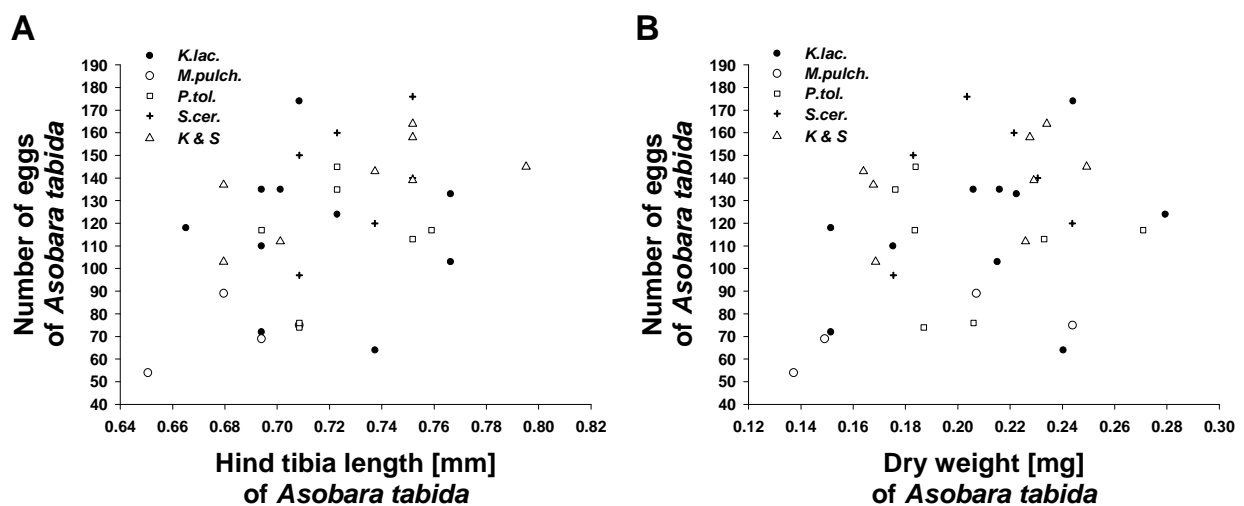 A
K.lac.
M.pulch.
P.tol.
S.cer.
K & S
Number of eggs
of Asobara tabida
190
180
170
160
150
140
130
120
110
100
90
80
70
60
50
40
0.64 0.66 0.68 0.70 0.72 0.74 0.76 0.78 0.80 0.82
Hind tibia length [mm]
of Asobara tabida
B
K.lac.
M.pulch.
P.tol.
S.cer.
K & S
Number of eggs
of Asobara tabida
190
180
170
160
150
140
130
120
110
100
90
80
70
60
50
40
0.12 0.14 0.16 0.18 0.20 0.22 0.24 0.26 0.28 0.30
Dry weight [mg]
of Asobara tabida